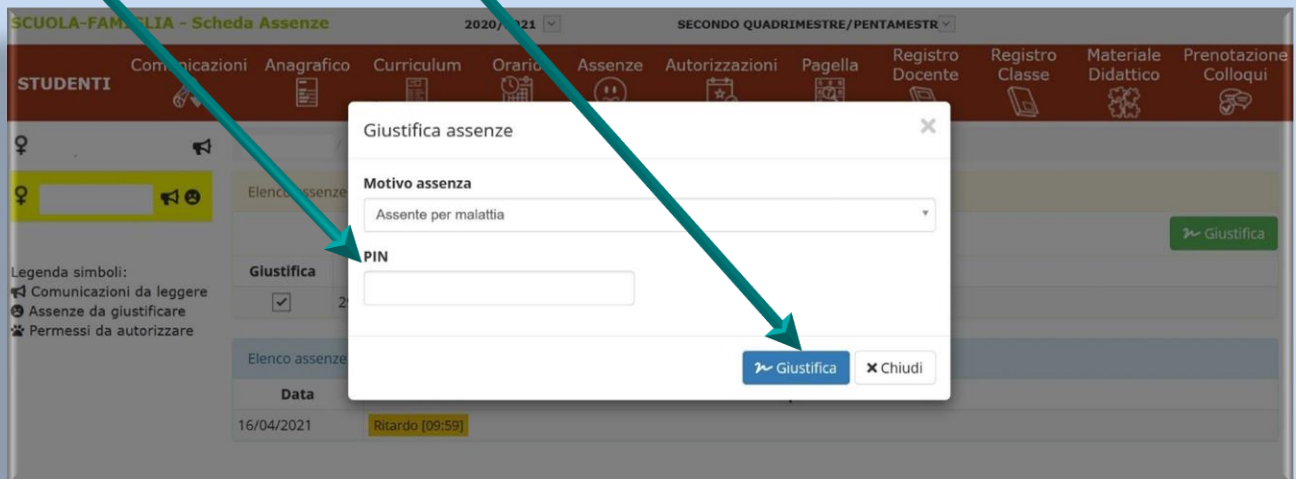 SCUOLA-FAMIGLIA - Scheda Assenze
2020/2021
SECONDO QUADRIMESTRE/PENTAMESTR
STUDENTI
Comunicazioni
Anagrafico
Curriculum
Orario
Assenze
Autorizzazioni
Pagella
Registro
Docente
Registro
Classe
Materiale
Didattico
Prenotazione
Colloqui
Giustifica assenze
Motivo assenza
Assente per malattia
PIN
Giustifica
Chiudi
Elenco assenze
Giustifica
Giustifica
Legenda simboli:
Comunicazioni da leggere
Assenze da giustificare
Permessi da autorizzare
Elenco assenze
Data
16/04/2021
Ritardo [09:59]